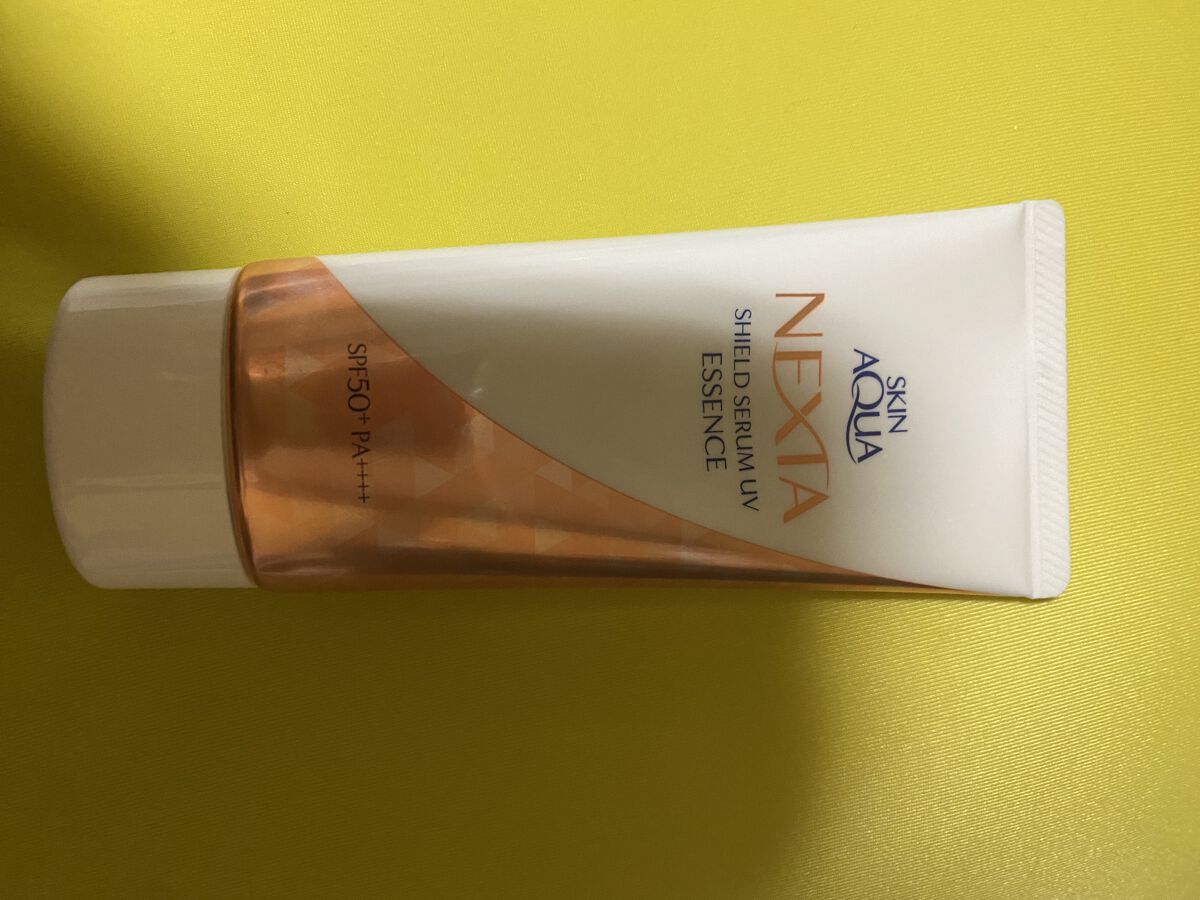 SKIN
AQUA
NEXTA
SHIELD SERUM UV
ESSENCE
SPF50+ PA++++